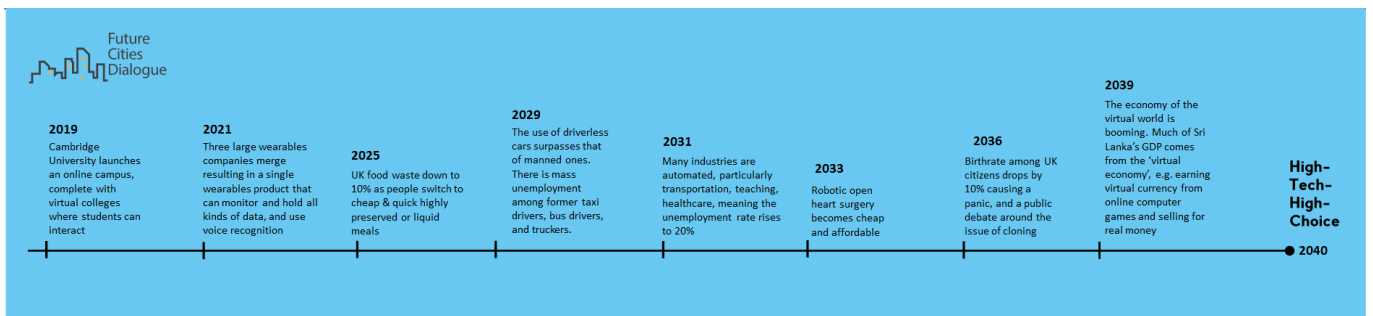 Future
Cities
Dialogue
2019
Cambridge
University launches
an online campus,
complete with
virtual colleges
where students can
interact
2021
Three large wearables
companies merge
resulting in a single
wearables product that
can monitor and hold all
kinds of data, and use
voice recognition
2025
UK food waste down to
10% as people switch to
cheap & quick highly
preserved or liquid
meals
2029
The use of driverless
cars surpasses that
of manned ones.
There is mass
unemployment
among former taxi
drivers, bus drivers,
and truckers.
2031
Many industries are
automated, particularly
transportation, teaching,
healthcare, meaning the
unemployment rate rises
to 20%
2033
Robotic open
heart surgery
becomes cheap
and affordable
2036
Birthrate among UK
citizens drops by
10% causing a
panic, and a public
debate around the
issue of cloning
2039
The economy of the
virtual world is
booming. Much of Sri
Lanka's GDP comes
from the 'virtual
economy', e.g. earning
virtual currency from
online computer
games and selling for
real money
High-
Tech-
High-
Choice
2040